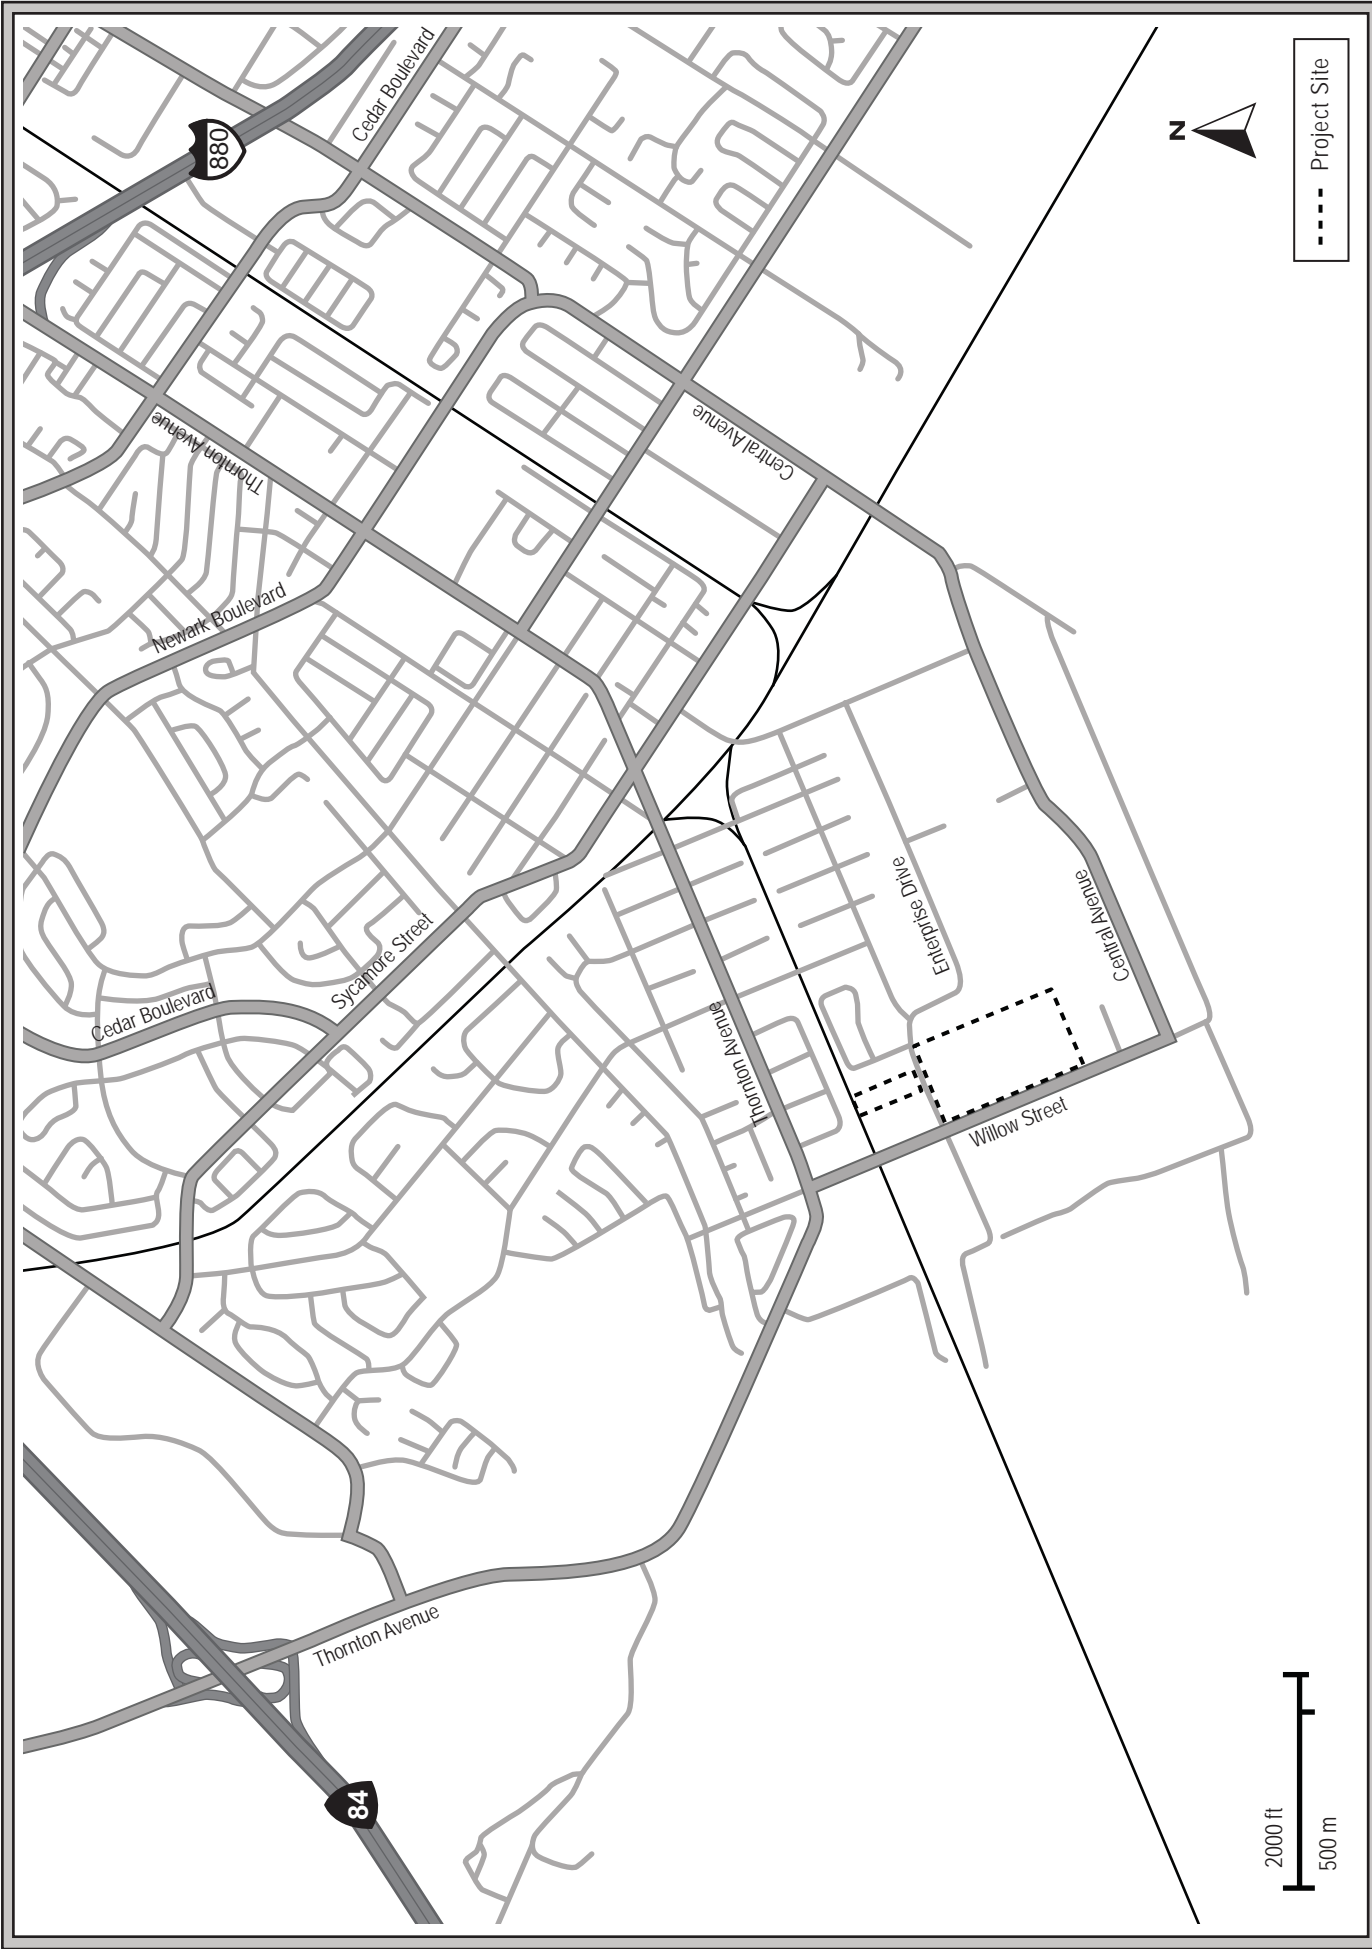 Cedar Boulevard
880
Thornton Avenue
Newark Boulevard
Central Avenue
Cedar Boulevard
Sycamore Street
Thornton Avenue
Enterprise Drive
Central Avenue
Willow Street
Thornton Avenue
84
N
Project Site
2000 ft
500 m